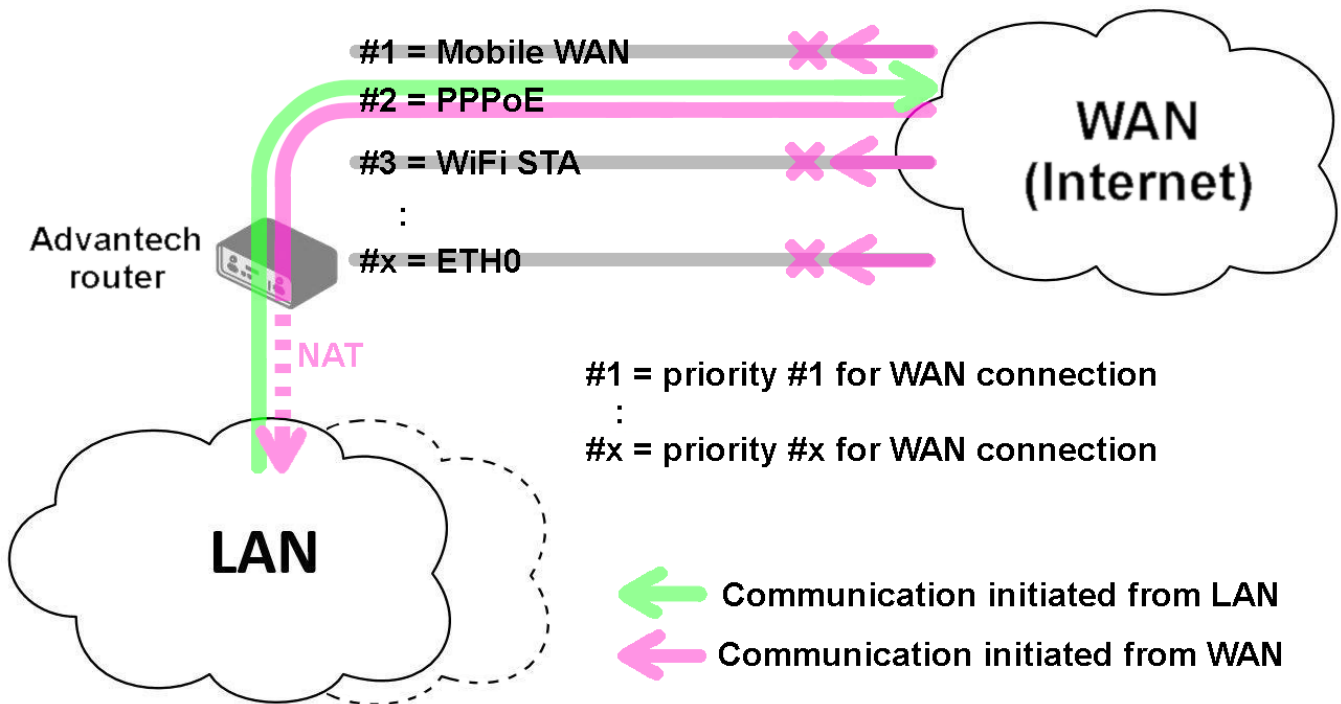 #1 = Mobile WAN
#2 = PPPoE
#3 = WiFi STA
:
#x = ETH0
WAN
(Internet)
Advantech
router
NAT
#1 = priority #1 for WAN connection
:
#x = priority #x for WAN connection
LAN
Communication initiated from LAN
Communication initiated from WAN